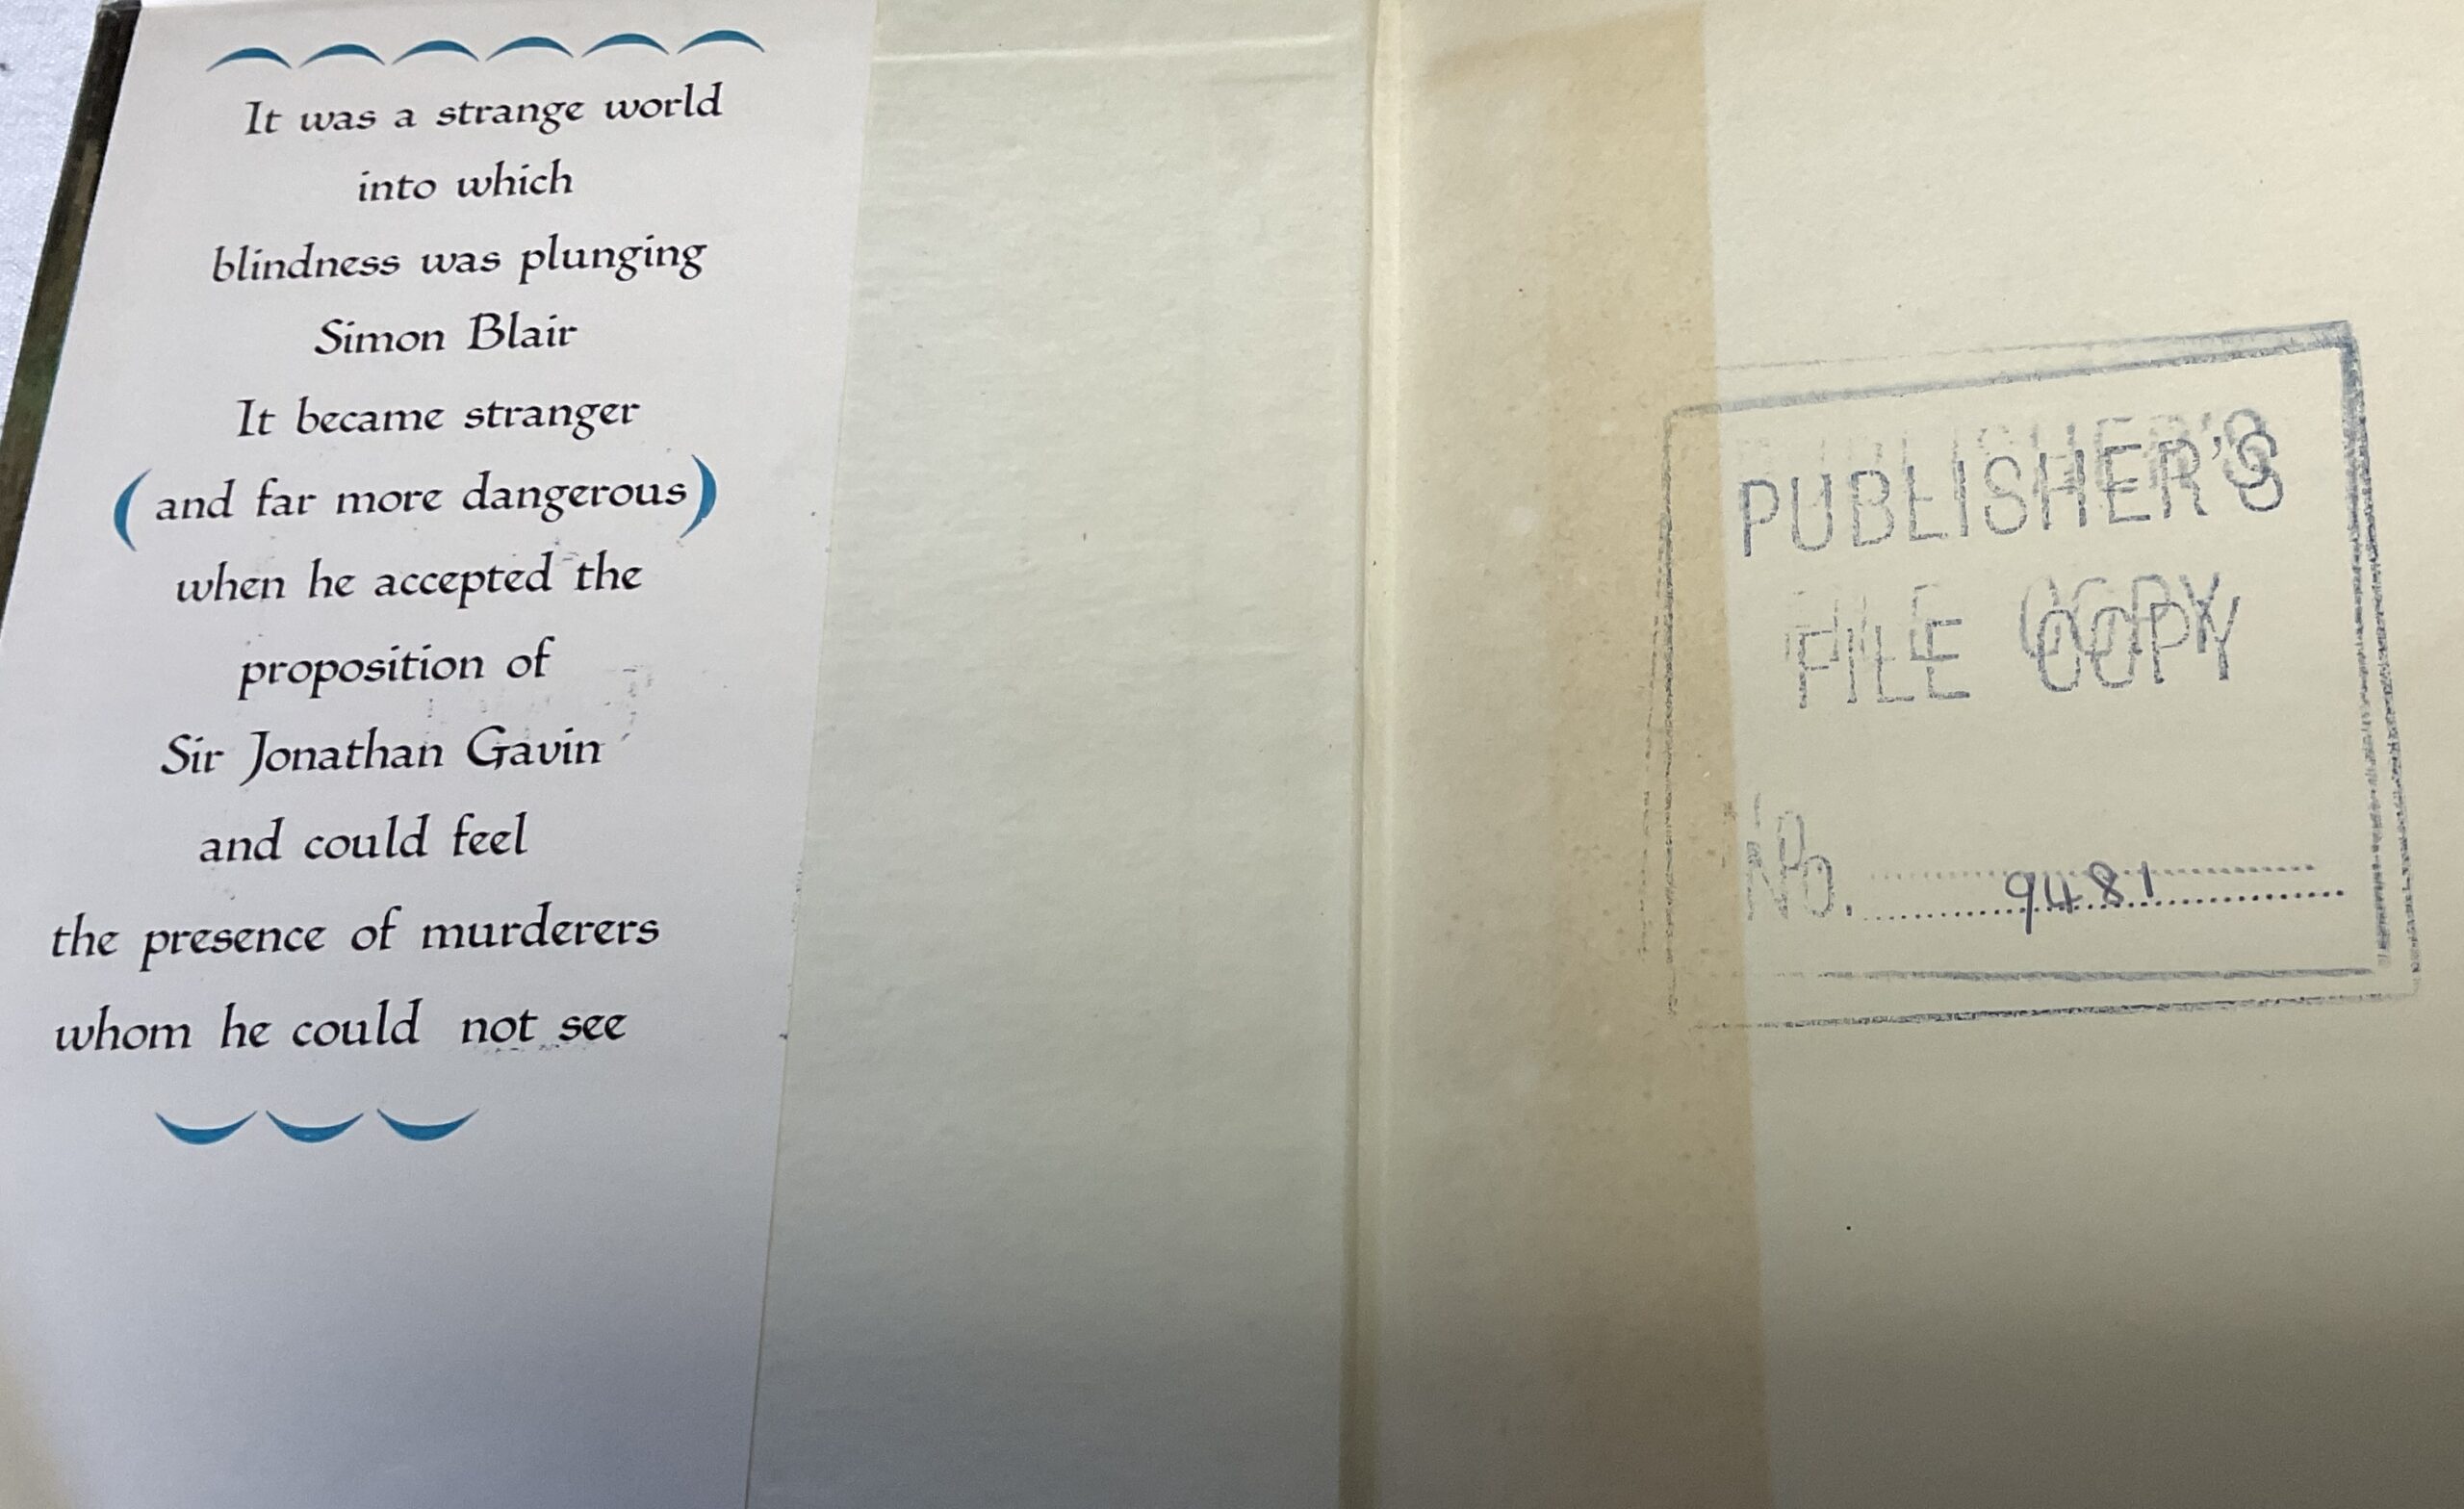 It was a strange world
into which
blindness was plunging
Simon Blair
It became stranger
(and far more dangerous)
when he accepted the
proposition of
Sir Jonathan Gavin
and could feel
the presence of murderers
whom he could not see
PUBLISHER'S
FILE COPY
No. 9481